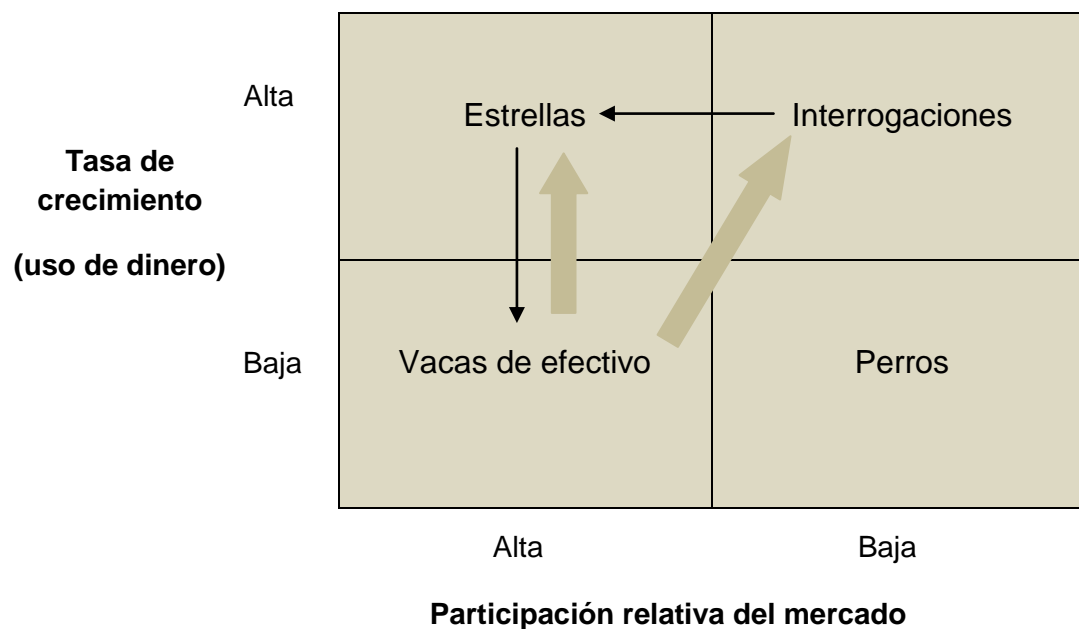 Alta
Estrellas
Interrogaciones
Tasa de
crecimiento
(uso de dinero)
Baja
Vacas de efectivo
Perros
Alta
Baja
Participación relativa del mercado